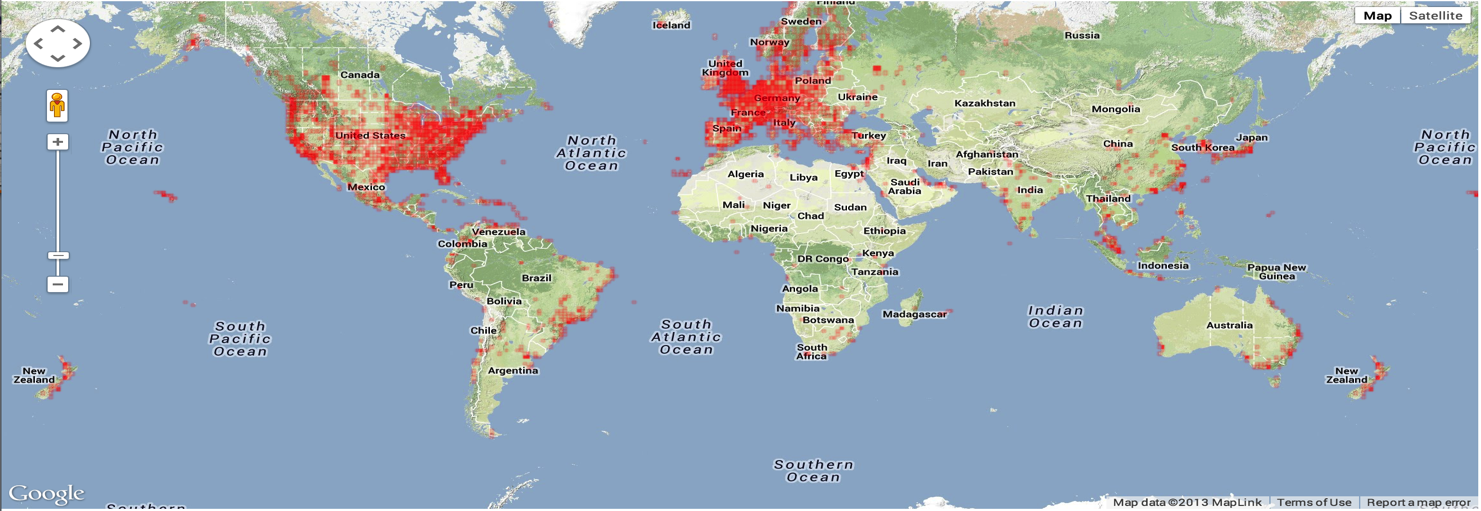 Finland
Map
Satellite
Iceland
Sweden
Russia
Norway
United
Kingdom
Canada
Poland
Germany
Ukraine
Kazakhstan
Mongolia
France
Italy
Spain
United States
North
Pacific
Ocean
North
Atlantic
Ocean
Turkey
Japan
China
South Korea
North
Pacific
Ocean
Afghanistan
Iraq
Iran
Pakistan
Algeria
Libya
Egypt
Saudi
Arabia
India
Mexico
Thailand
Mali
Niger
Sudan
Chad
Nigeria
Ethiopia
Venezuela
Colombia
Kenya
DR Congo
Tanzania
Indonesia
Papua New
Guinea
Brazil
Peru
Angola
Bolivia
Namibia
Botswana
Madagascar
Indian
Ocean
Australia
South
Pacific
Ocean
Chile
South
Atlantic
Ocean
South
Africa
New
Zealand
Argentina
New
Zealand
Southern
Ocean
Google
Southern
Map data ©2013 MapLink
Terms of Use
Report a map error